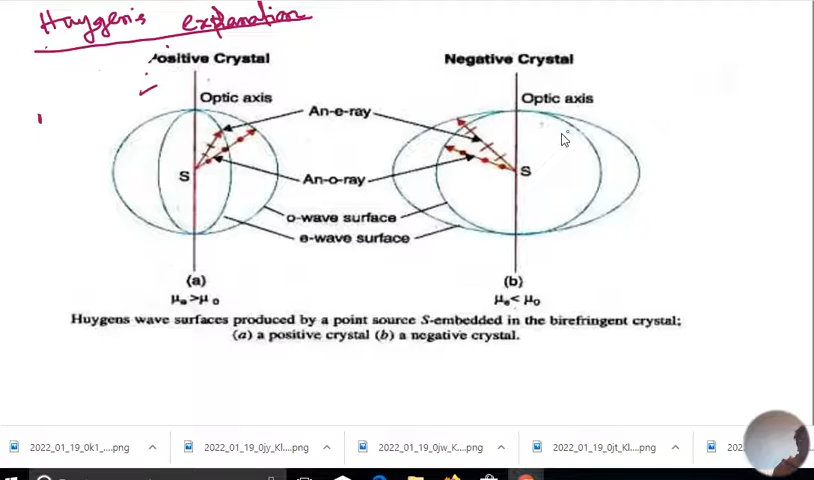 Huygen's explanation
Positive Crystal
Negative Crystal
Optic axis
Optic axis
An-e-ray
An-o-ray
S
S
o-wave surface
e-wave surface
(a)
(b)
μe>μo
μe<μo
Huygens wave surfaces produced by a point source S-embedded in the birefringent crystal;
(a) a positive crystal (b) a negative crystal.
2022_01_19_0k1_....png
2022_01_19_0jy_Kl....png
2022_01_19_0jw_K....png
2022_01_19_0jt_Kl....png
202